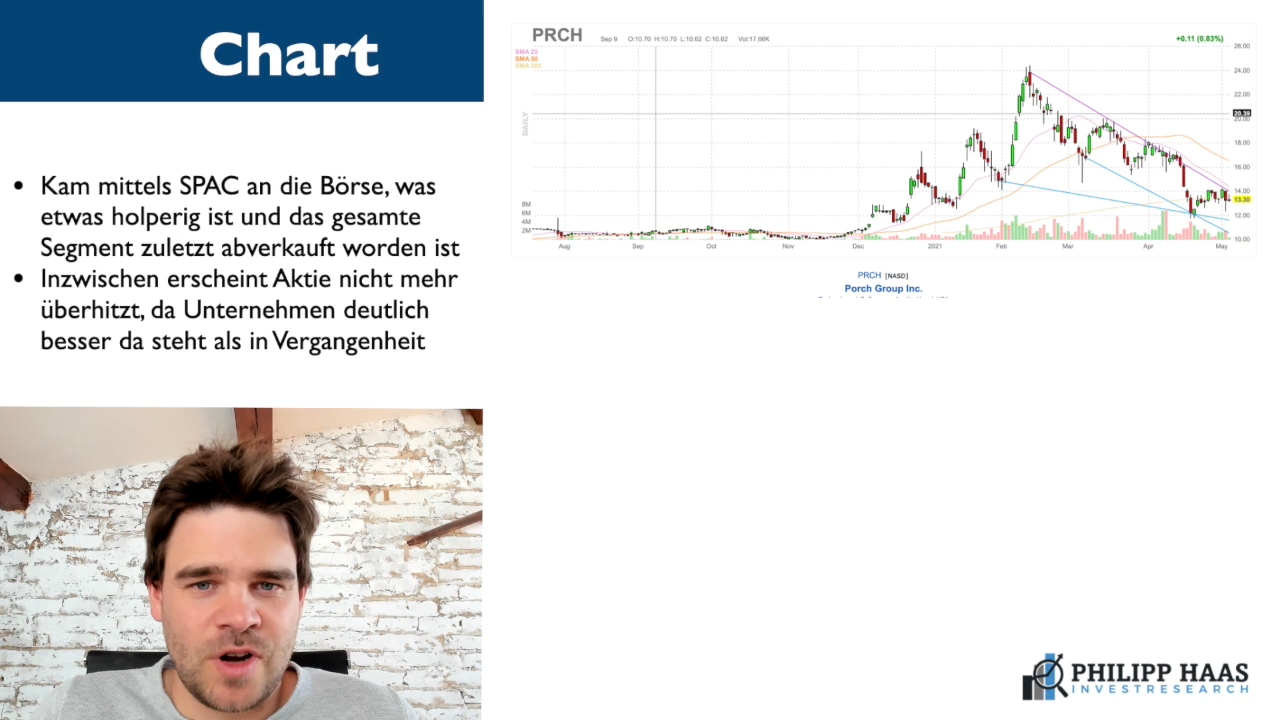 Chart
• Kam mittels SPAC an die Börse, was
etwas holperig ist und das gesamte
Segment zuletzt abverkauft worden ist
• Inzwischen erscheint Aktie nicht mehr
überhitzt, da Unternehmen deutlich
besser da steht als in Vergangenheit
PRCH
Sep 9 O:10.70 H:10.70 L:10.62 C:10.62 Vol:17.66K
+0.11 (0.83%)
SMA 20
SMA 50
SMA 200
DAILY
26.00
24.00
22.00
20.39
20.00
18.00
16.00
14.00
13.30
12.00
10.00
8M
6M
4M
2M
Aug Sep Oct Nov Dec 2021 Feb Mar Apr May
PRCH [NASD]
Porch Group Inc.
PHILIPP HAAS
INVESTRESEARCH